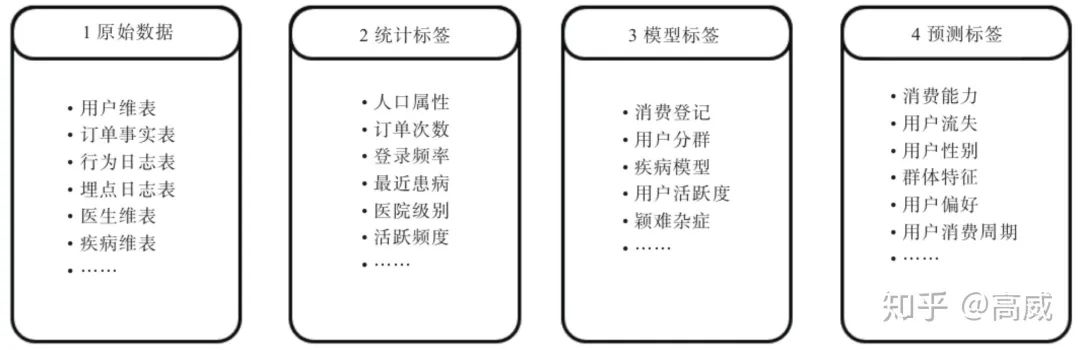 1 原始数据
• 用户维表
• 订单事实表
• 行为日志表
• 埋点日志表
• 医生维表
• 疾病维表
• ……
2 统计标签
• 人口属性
• 订单次数
• 登录频率
• 最近患病
• 医院级别
• 活跃频度
• ……
3 模型标签
• 消费登记
• 用户分群
• 疾病模型
• 用户活跃度
• 颖难杂症
• ……
4 预测标签
• 消费能力
• 用户流失
• 用户性别
• 群体特征
• 用户偏好
• 用户消费周期
• ……
知乎 @高威